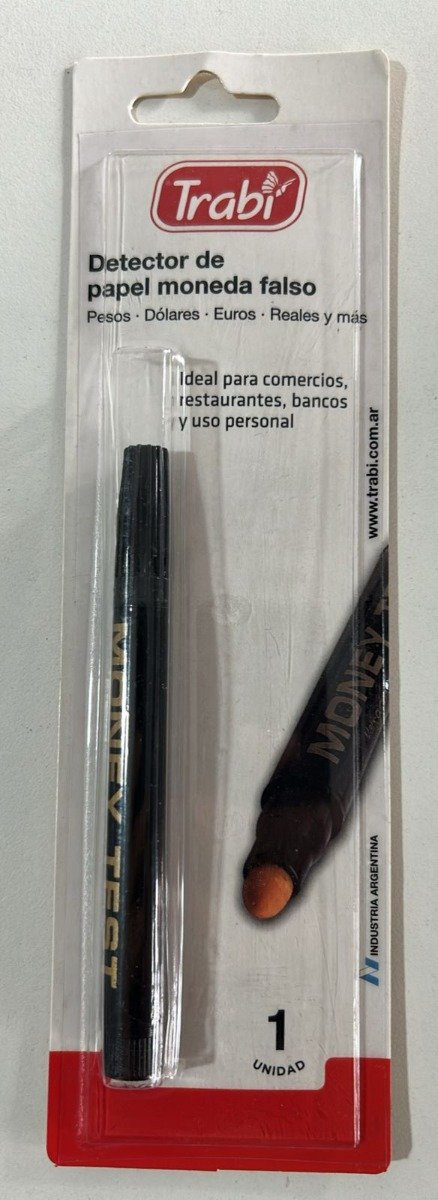 Trabi
Detector de
papel moneda falso
Pesos · Dólares · Euros · Reales y más
Ideal para comercios,
restaurantes, bancos
y uso personal
www.trabi.com.ar
MONEY TEST
MONEY T
INDUSTRIA ARGENTINA
1
UNIDAD